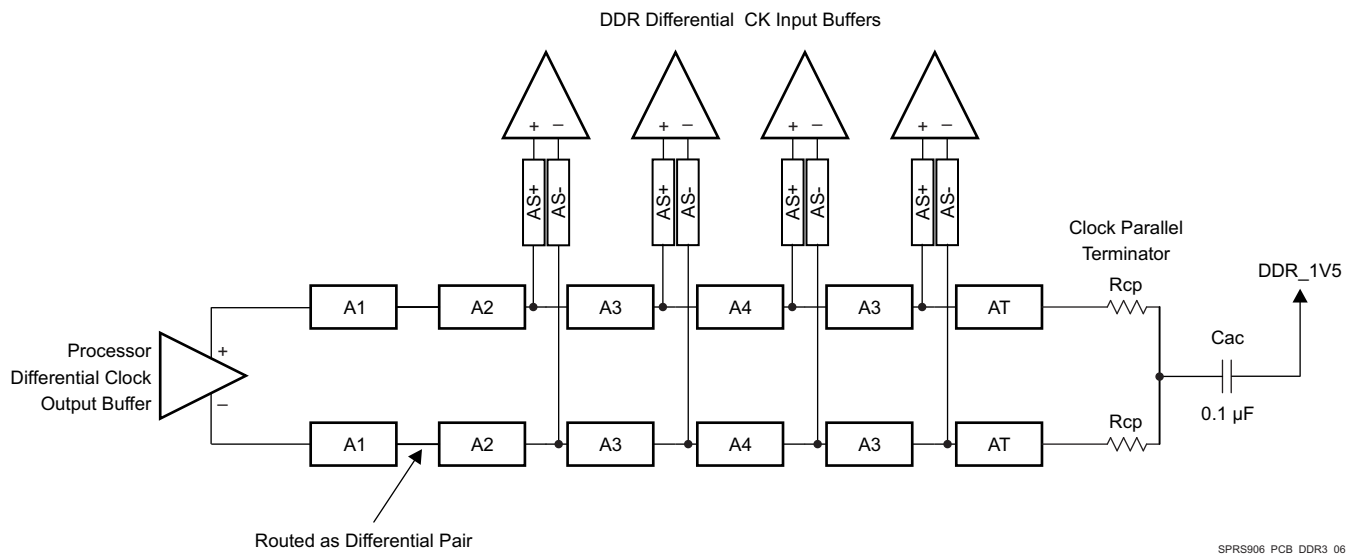 DDR Differential CK Input Buffers
+ –
+ –
+ –
+ –
AS+
AS-
AS+
AS-
AS+
AS-
AS+
AS-
Clock Parallel
Terminator
DDR_1V5
A1
A2
A3
A4
A3
AT
Rcp
Processor
Differential Clock
Output Buffer
+
–
Cac
0.1 µF
A1
A2
A3
A4
A3
AT
Rcp
Routed as Differential Pair
SPRS906_PCB_DDR3_06